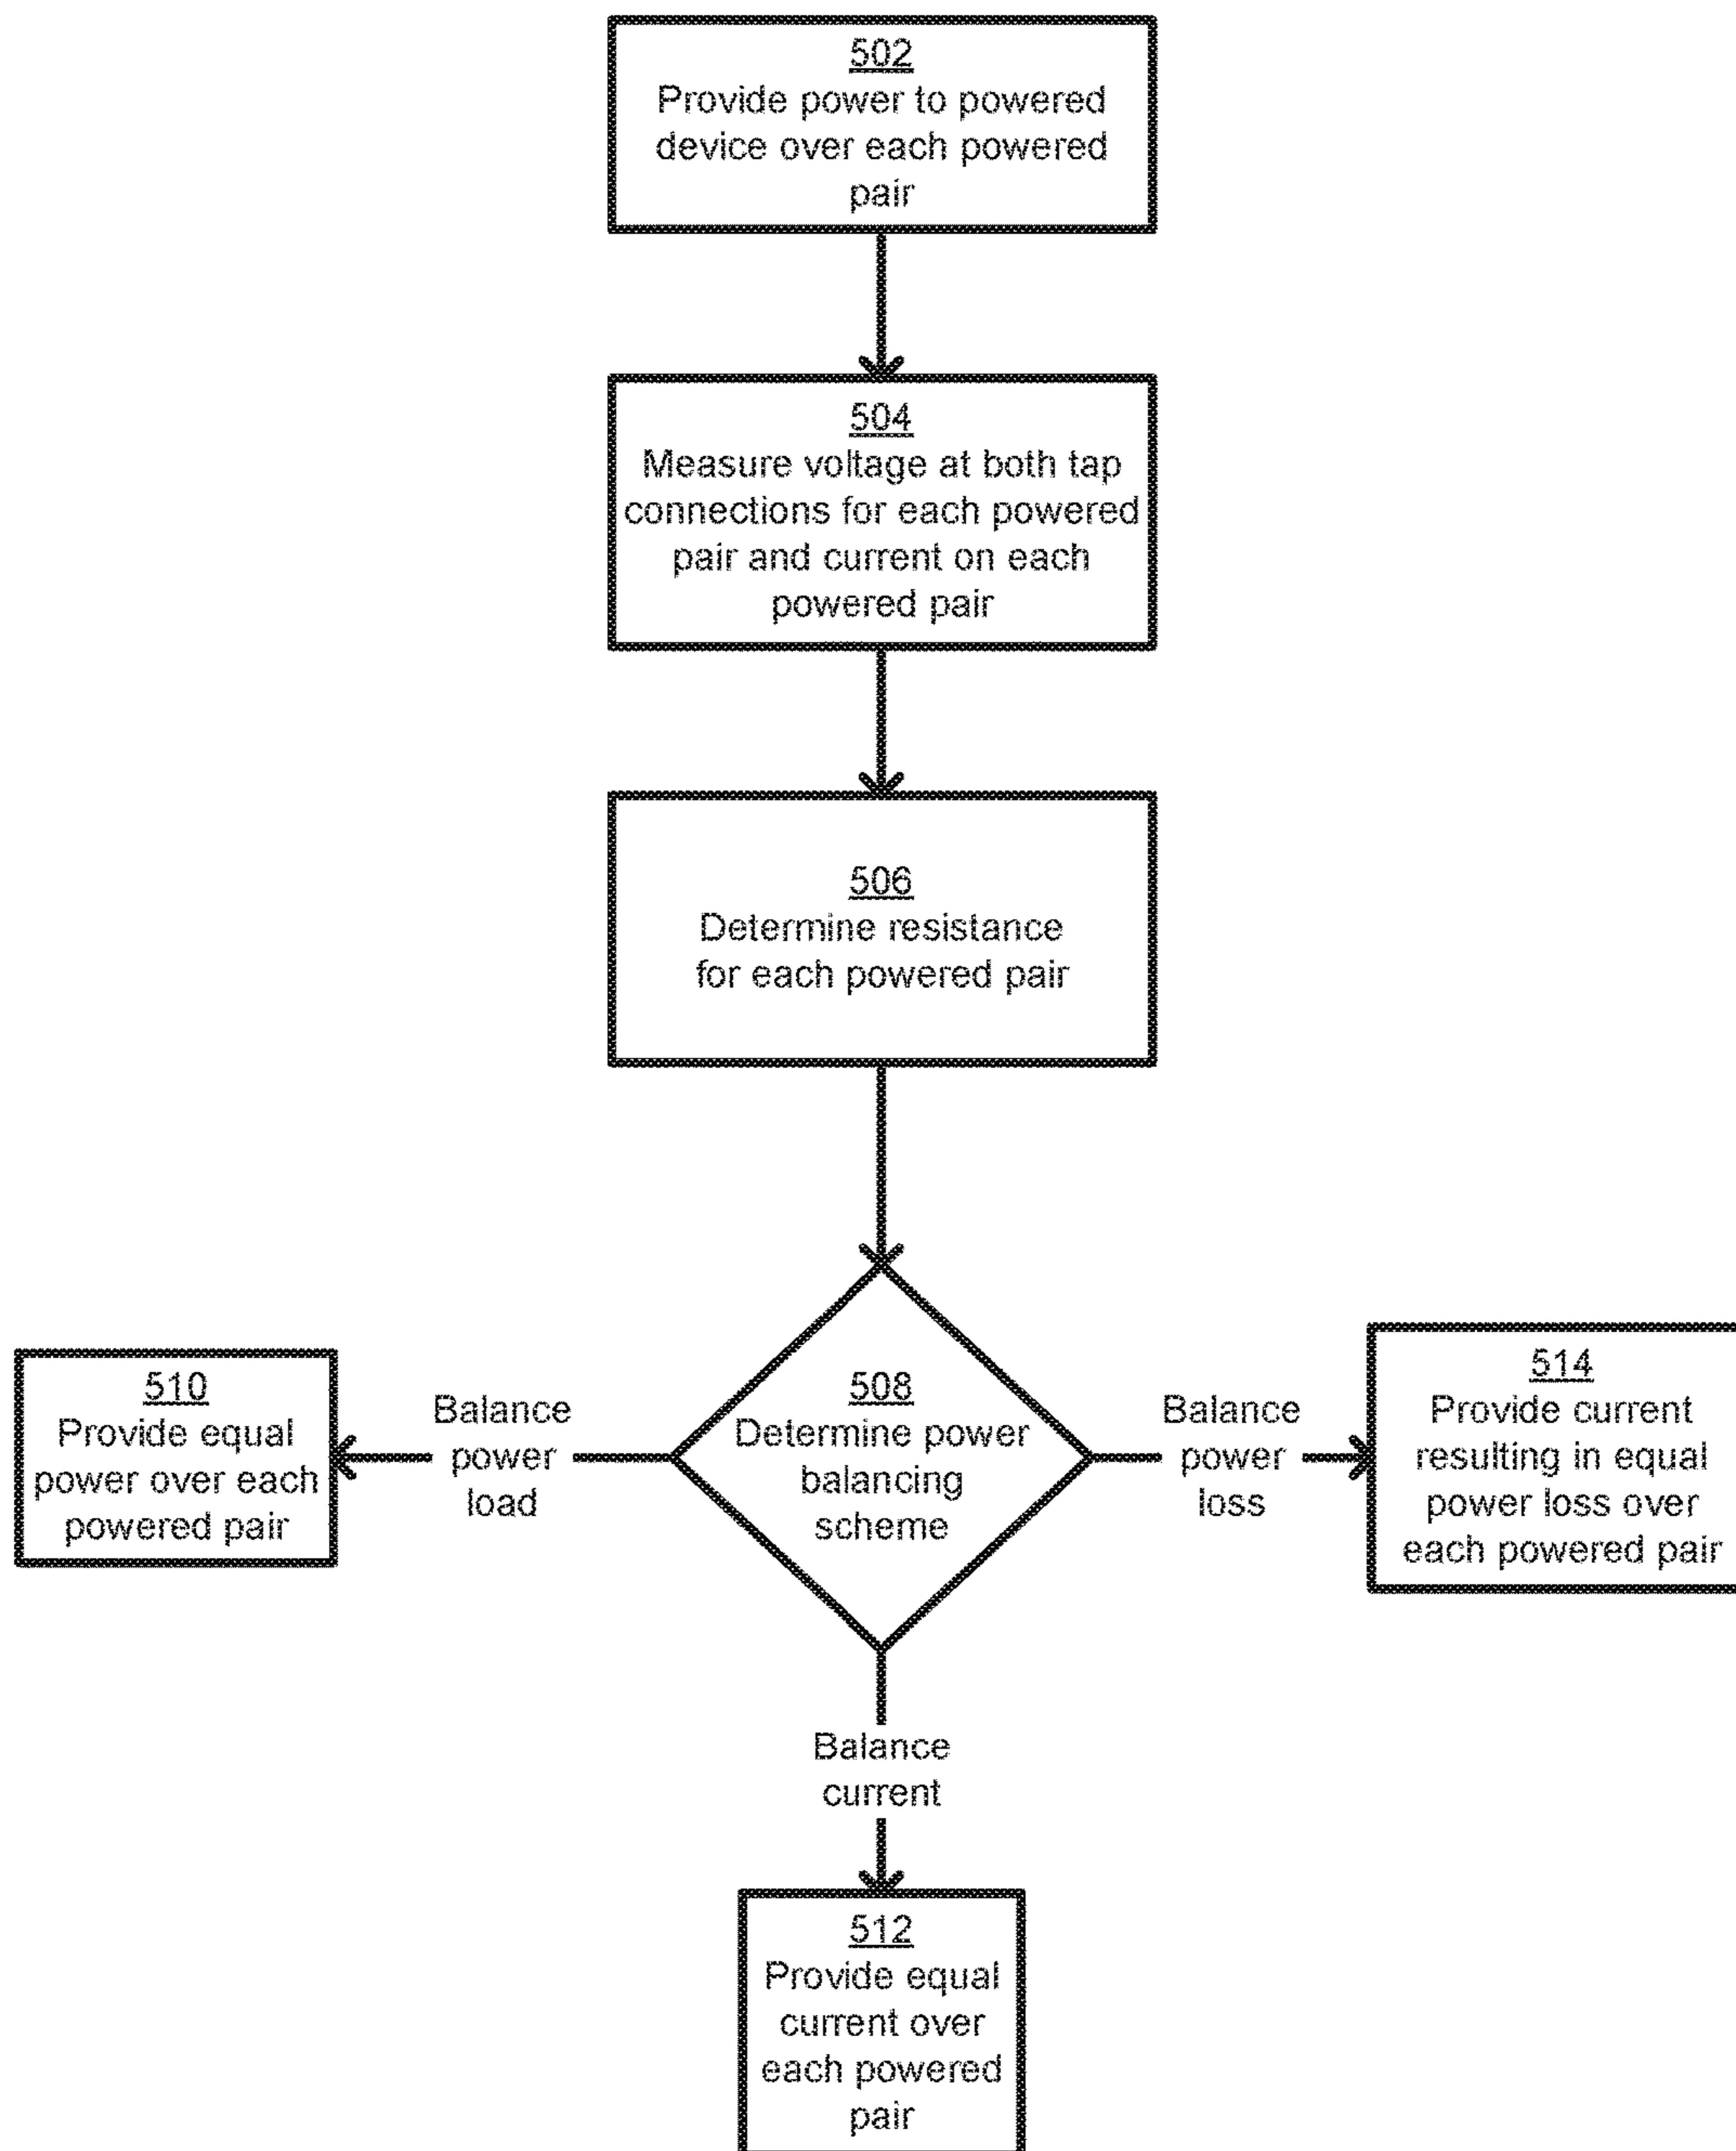 502
Provide power to powered
device over each powered
pair
504
Measure voltage at both tap
connections for each powered
pair and current on each
powered pair
506
Determine resistance
for each powered pair
508
Determine power
balancing
scheme
Balance
power
load
510
Provide equal
power over each
powered pair
Balance
power
loss
514
Provide current
resulting in equal
power loss over
each powered pair
Balance
current
512
Provide equal
current over
each powered
pair